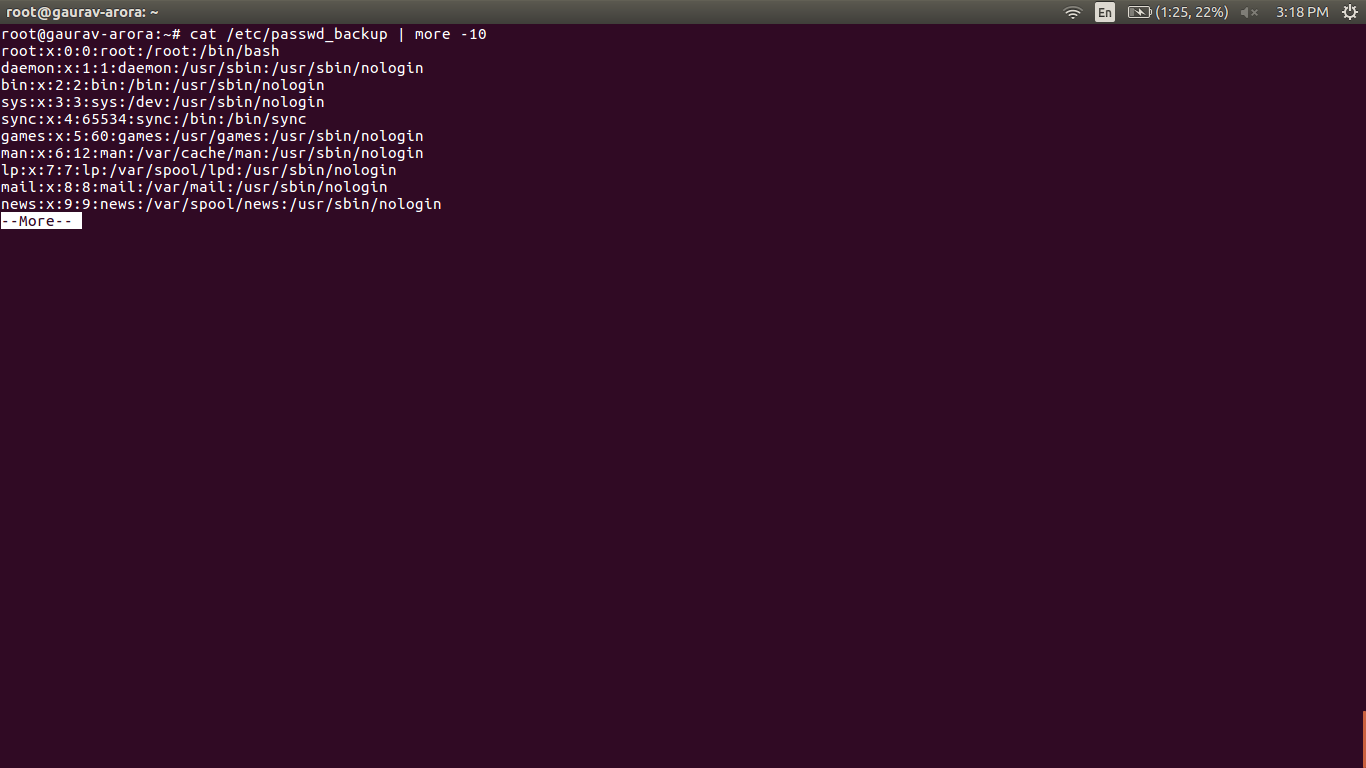 root@gaurav-arora: ~
En (1:25, 22%) 3:18 PM
root@gaurav-arora:~# cat /etc/passwd_backup | more -10
root:x:0:0:root:/root:/bin/bash
daemon:x:1:1:daemon:/usr/sbin:/usr/sbin/nologin
bin:x:2:2:bin:/bin:/usr/sbin/nologin
sys:x:3:3:sys:/dev:/usr/sbin/nologin
sync:x:4:65534:sync:/bin:/bin/sync
games:x:5:60:games:/usr/games:/usr/sbin/nologin
man:x:6:12:man:/var/cache/man:/usr/sbin/nologin
lp:x:7:7:lp:/var/spool/lpd:/usr/sbin/nologin
mail:x:8:8:mail:/var/mail:/usr/sbin/nologin
news:x:9:9:news:/var/spool/news:/usr/sbin/nologin
--More--